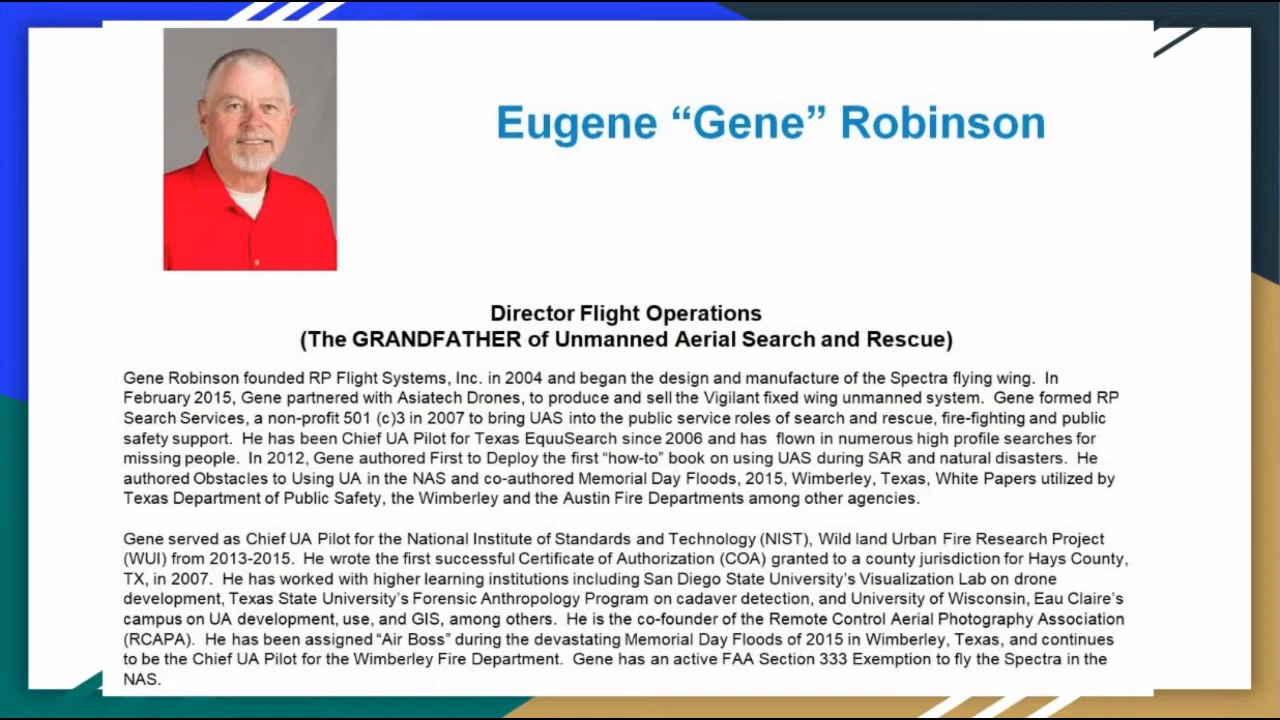 Eugene “Gene” Robinson
Director Flight Operations
(The GRANDFATHER of Unmanned Aerial Search and Rescue)
Gene Robinson founded RP Flight Systems, Inc. in 2004 and began the design and manufacture of the Spectra flying wing.  In
February 2015, Gene partnered with Asiatech Drones, to produce and sell the Vigilant fixed wing unmanned system.  Gene formed RP
Search Services, a non-profit 501 (c)3 in 2007 to bring UAS into the public service roles of search and rescue, fire-fighting and public
safety support.  He has been Chief UA Pilot for Texas EquuSearch since 2006 and has  flown in numerous high profile searches for
missing people.  In 2012, Gene authored First to Deploy the first “how-to” book on using UAS during SAR and natural disasters.  He
authored Obstacles to Using UA in the NAS and co-authored Memorial Day Floods, 2015, Wimberley, Texas, White Papers utilized by
Texas Department of Public Safety, the Wimberley and the Austin Fire Departments among other agencies.
Gene served as Chief UA Pilot for the National Institute of Standards and Technology (NIST), Wild land Urban Fire Research Project
(WUI) from 2013-2015.  He wrote the first successful Certificate of Authorization (COA) granted to a county jurisdiction for Hays County,
TX, in 2007.  He has worked with higher learning institutions including San Diego State University’s Visualization Lab on drone
development, Texas State University’s Forensic Anthropology Program on cadaver detection, and University of Wisconsin, Eau Claire’s
campus on UA development, use, and GIS, among others.  He is the co-founder of the Remote Control Aerial Photography Association
(RCAPA).  He has been assigned “Air Boss” during the devastating Memorial Day Floods of 2015 in Wimberley, Texas, and continues
to be the Chief UA Pilot for the Wimberley Fire Department.  Gene has an active FAA Section 333 Exemption to fly the Spectra in the
NAS.